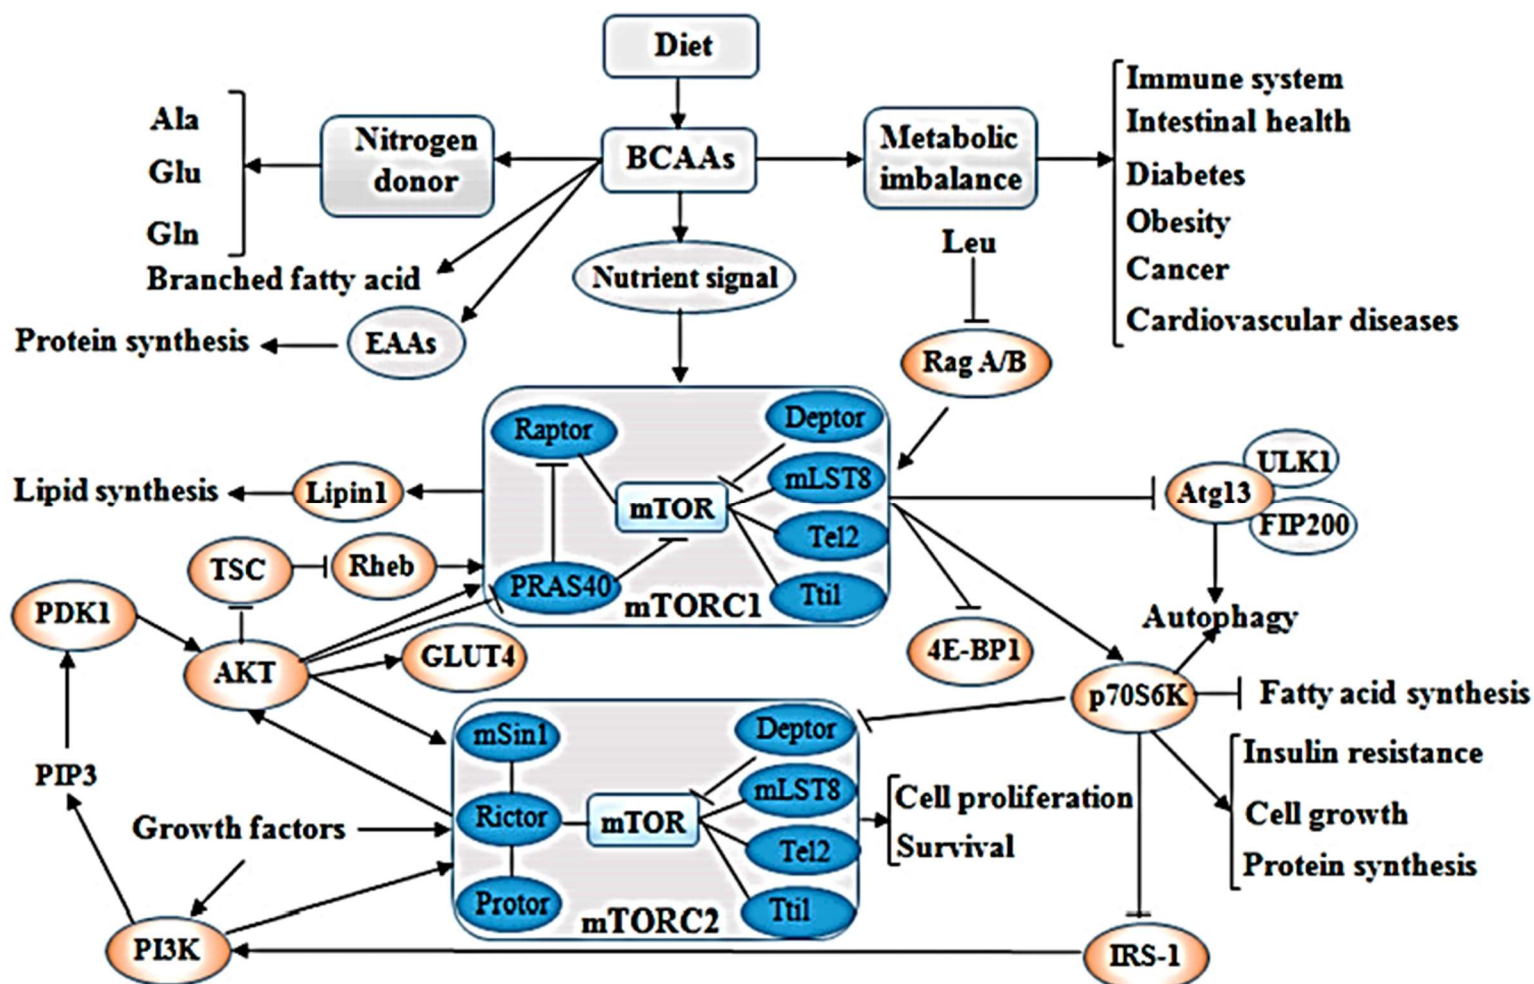 Diet
Ala
Glu
Gln
Nitrogen
donor
BCAAs
Metabolic
imbalance
Immune system
Intestinal health
Diabetes
Obesity
Cancer
Cardiovascular diseases
Branched fatty acid
Nutrient signal
Leu
Protein synthesis
EAAs
Rag A/B
Raptor
Deptor
mLST8
mTOR
Tel2
PRAS40
Tti1
mTORC1
Lipid synthesis
Lipin1
TSC
Rheb
PDK1
AKT
GLUT4
ULK1
Atg13
FIP200
Autophagy
4E-BP1
p70S6K
Fatty acid synthesis
Insulin resistance
Cell growth
Protein synthesis
mSin1
Deptor
mLST8
Rictor
mTOR
Tel2
Protor
Tti1
mTORC2
Cell proliferation
Survival
PIP3
Growth factors
PI3K
IRS-1